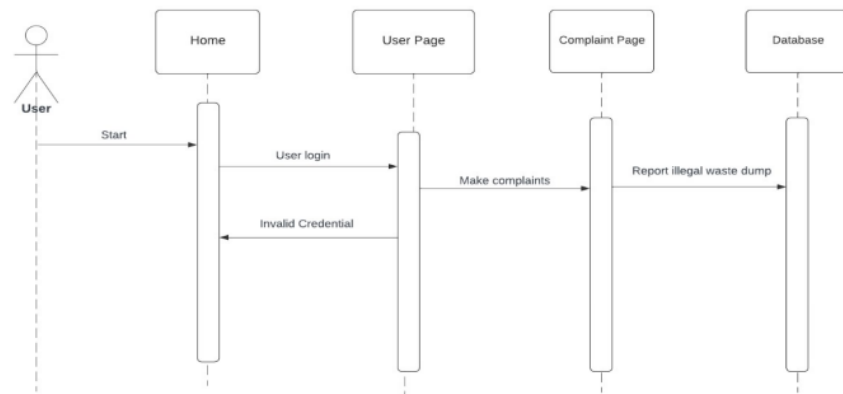 Home
User Page
Complaint Page
Database
User
Start
User login
Make complaints
Report illegal waste dump
Invalid Credential